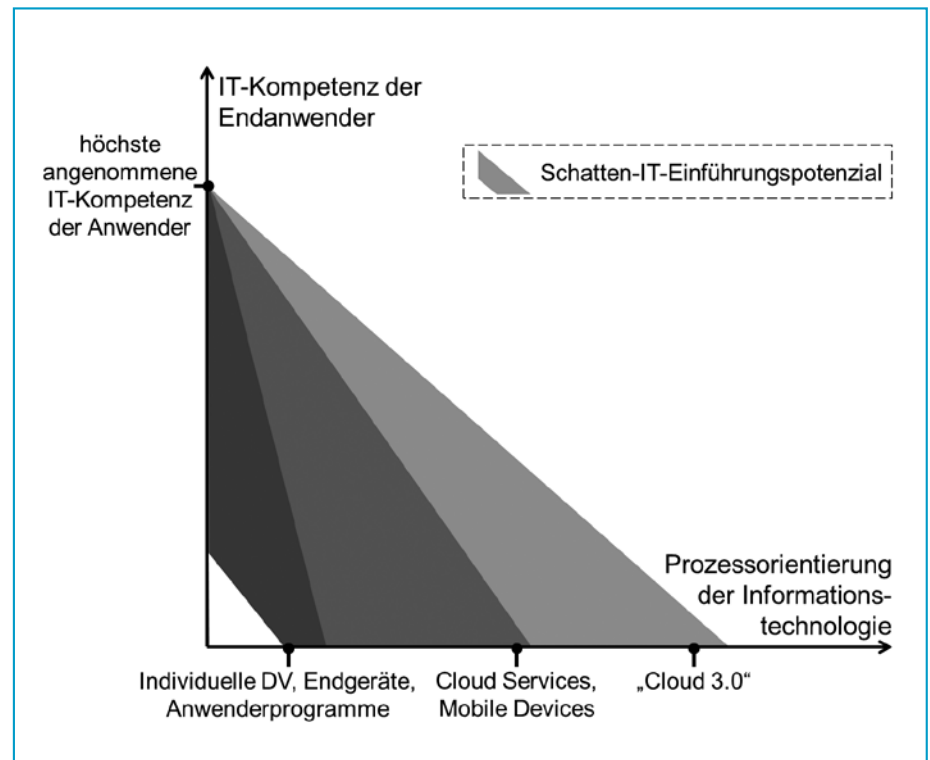 IT-Kompetenz der
Endanwender
höchste
angenommene
IT-Kompetenz
der Anwender
Schatten-IT-Einführungspotenzial
Prozessorientierung
der Informations-
technologie
Individuelle DV, Endgeräte,
Anwenderprogramme
Cloud Services,
Mobile Devices
„Cloud 3.0“